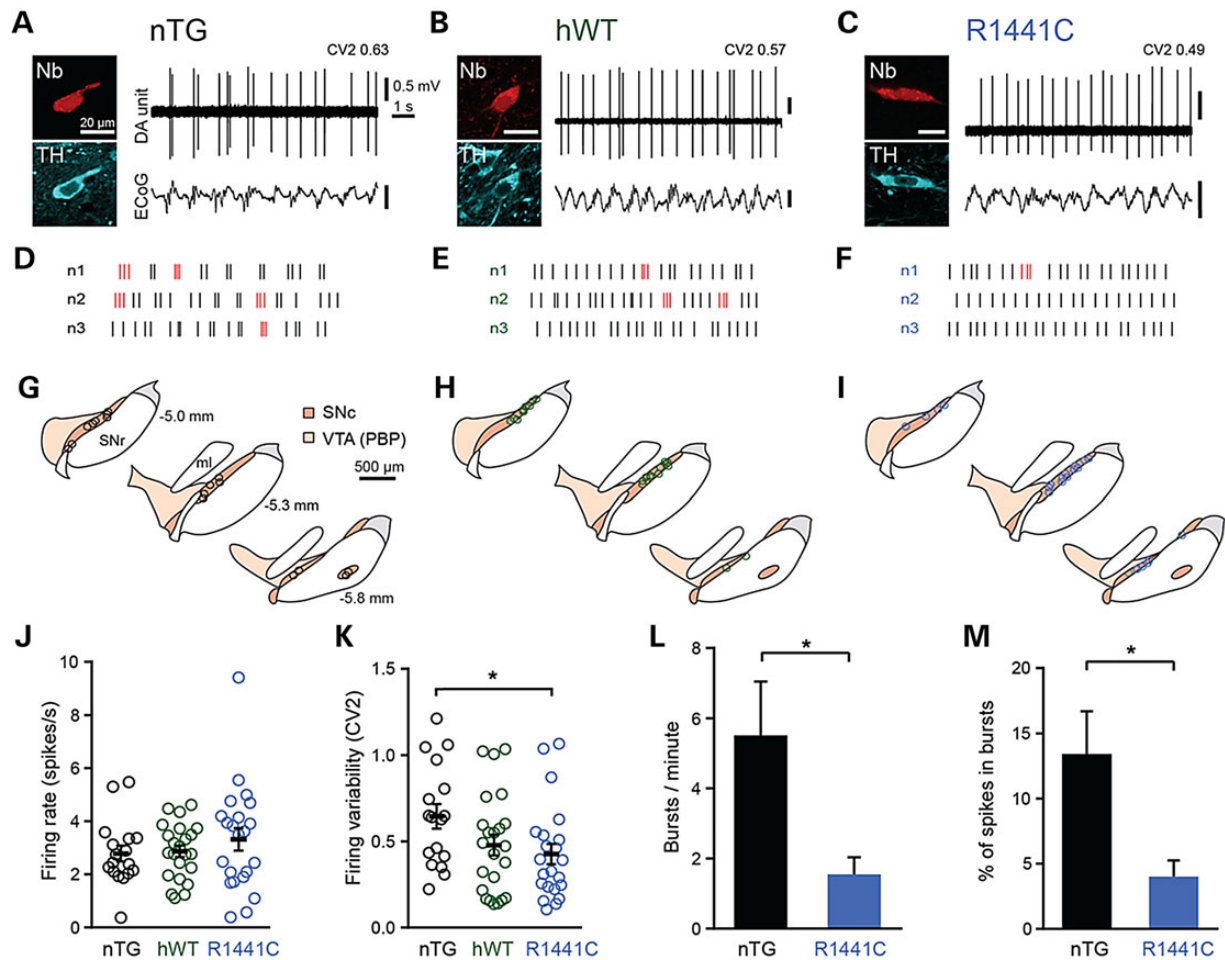 A
nTG
CV2 0.63
Nb
20 µm
TH
DA unit
ECoG
0.5 mV
1 s
B
hWT
CV2 0.57
Nb
TH
C
R1441C
CV2 0.49
Nb
TH
D
n1
n2
n3
E
n1
n2
n3
F
n1
n2
n3
G
SNr
-5.0 mm
SNc
VTA (PBP)
500 µm
ml
-5.3 mm
-5.8 mm
H
I
J
Firing rate (spikes/s)
10
8
6
4
2
0
nTG hWT R1441C
K
Firing variability (CV2)
1.5
1.0
0.5
0.0
*
nTG hWT R1441C
L
Bursts / minute
8
6
4
2
0
*
nTG R1441C
M
% of spikes in bursts
20
15
10
5
0
*
nTG R1441C